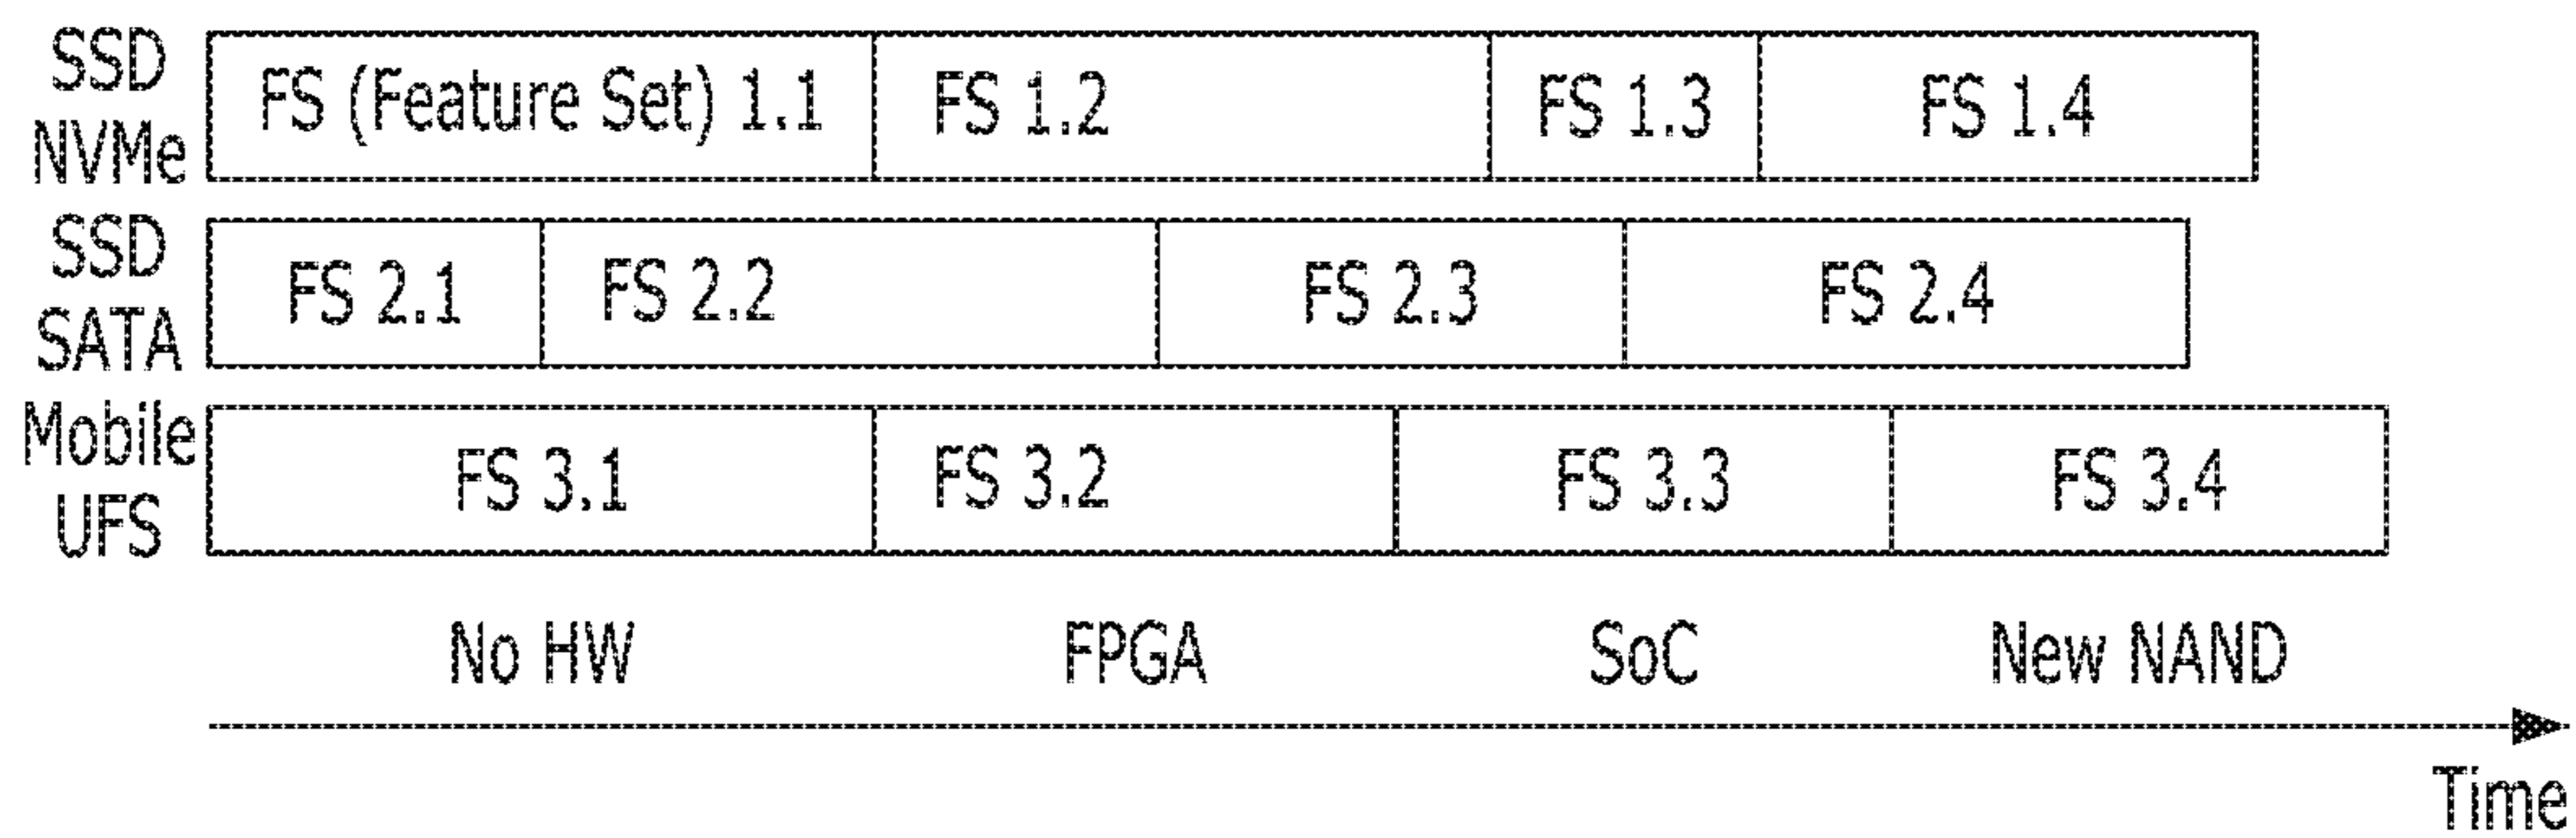 SSD
NVMe
FS (Feature Set) 1.1
FS 1.2
FS 1.3
FS 1.4
SSD
SATA
FS 2.1
FS 2.2
FS 2.3
FS 2.4
Mobile
UFS
FS 3.1
FS 3.2
FS 3.3
FS 3.4
No HW
FPGA
SoC
New NAND
Time